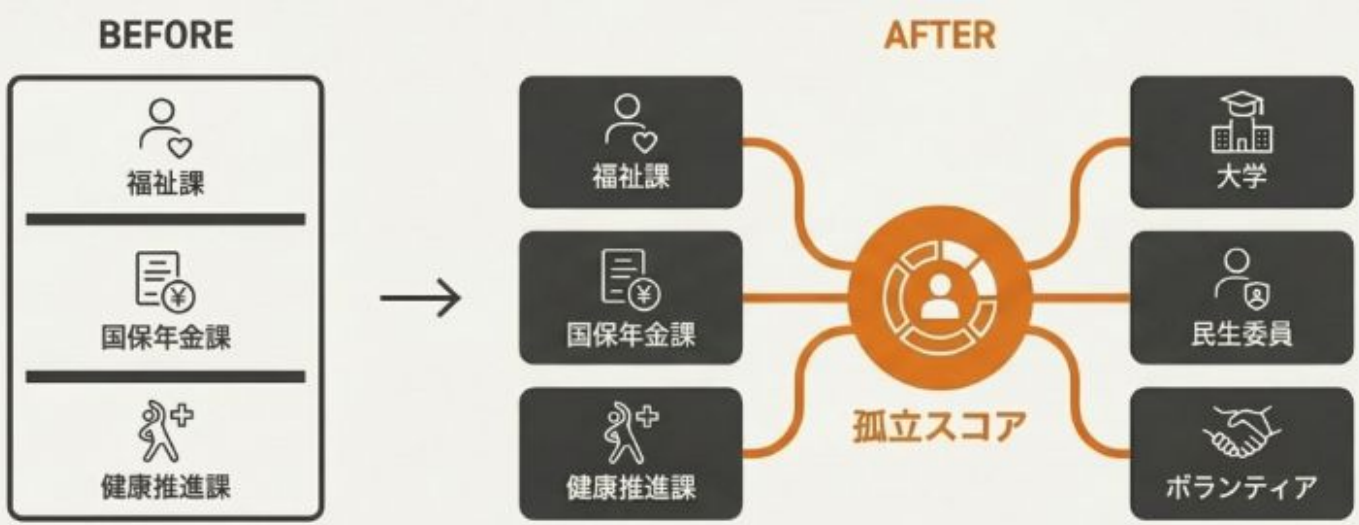 BEFORE
福祉課
国保年金課
健康推進課
AFTER
福祉課
国保年金課
健康推進課
孤立スコア
大学
民生委員
ボランティア